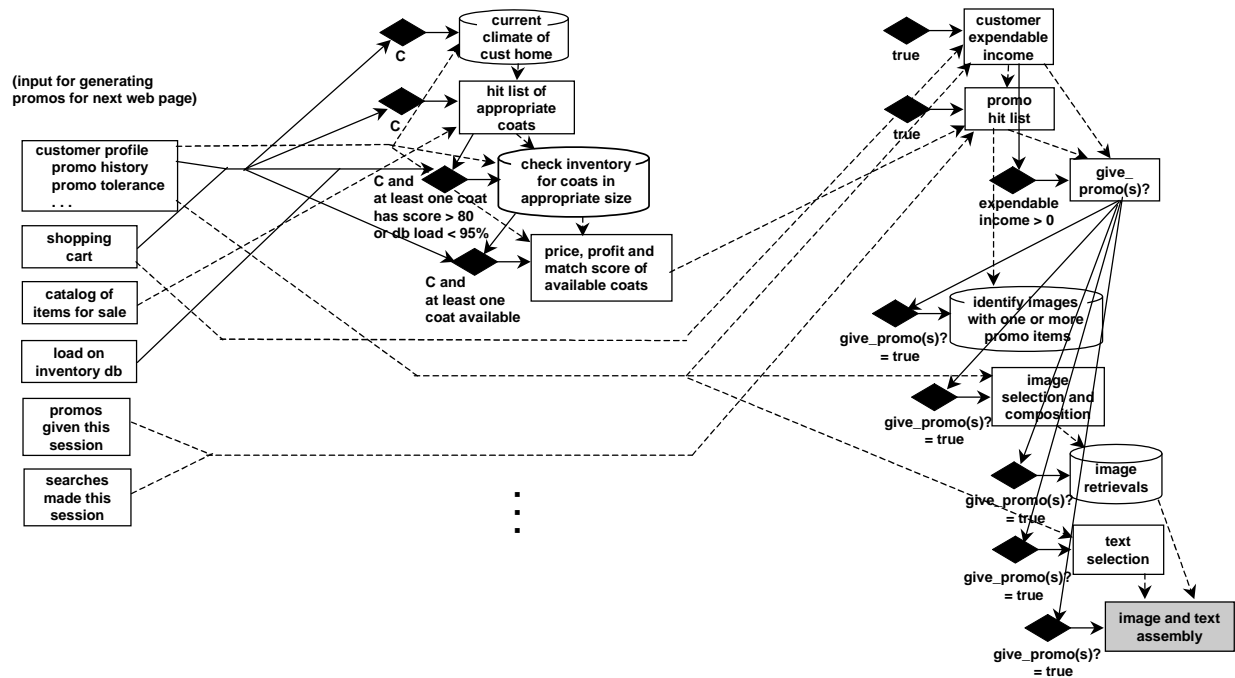 (input for generating
promos for next web page)
customer profile
promo history
promo tolerance
. . .
shopping
cart
catalog of
items for sale
load on
inventory db
promos
given this
session
searches
made this
session
current
climate of
cust home
C
hit list of
appropriate
coats
C
check inventory
for coats in
appropriate size
C and
at least one coat
has score > 80
or db load < 95%
price, profit and
match score of
available coats
C and
at least one
coat available
customer
expendable
income
true
promo
hit list
true
give_
promo(s)?
expendable
income > 0
identify images
with one or more
promo items
give_promo(s)?
= true
image
selection and
composition
give_promo(s)?
= true
image
retrievals
give_promo(s)?
= true
text
selection
give_promo(s)?
= true
image and text
assembly
give_promo(s)?
= true